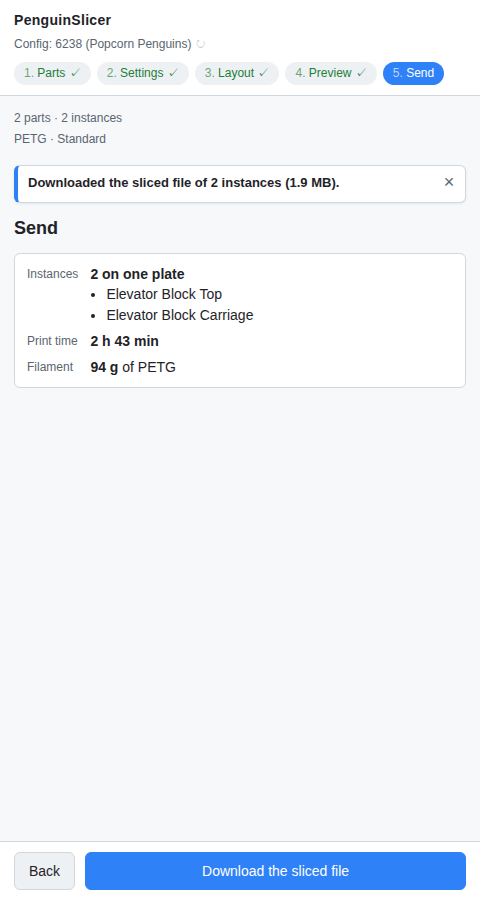 PenguinSlicer
Config: 6238 (Popcorn Penguins) ↻
1. Parts ✓ 2. Settings ✓ 3. Layout ✓ 4. Preview ✓ 5. Send
2 parts · 2 instances
PETG · Standard
Downloaded the sliced file of 2 instances (1.9 MB). ×
Send
Instances 2 on one plate
• Elevator Block Top
• Elevator Block Carriage
Print time 2 h 43 min
Filament 94 g of PETG
Back Download the sliced file